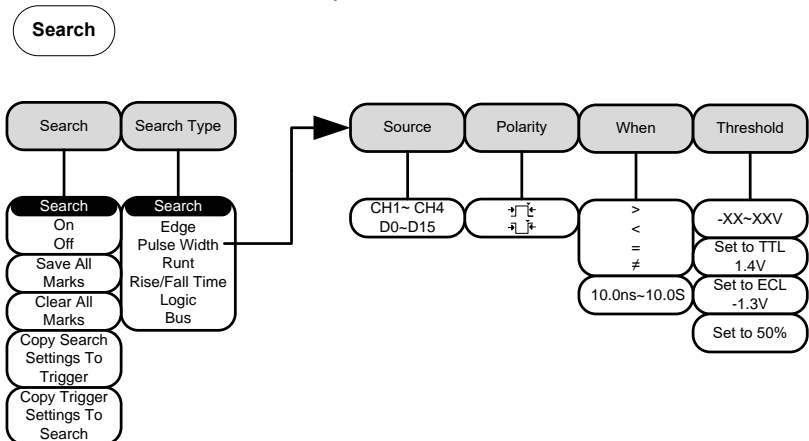 Search
Search
Search Type
Source
Polarity
When
Threshold
Search
On
Off
Save All
Marks
Clear All
Marks
Copy Search
Settings To
Trigger
Copy Trigger
Settings To
Search
Search
Edge
Pulse Width
Runt
Rise/Fall Time
Logic
Bus
CH1~ CH4
D0~D15
>
<
=
≠
10.0ns~10.0S
-XX~XXV
Set to TTL
1.4V
Set to ECL
-1.3V
Set to 50%